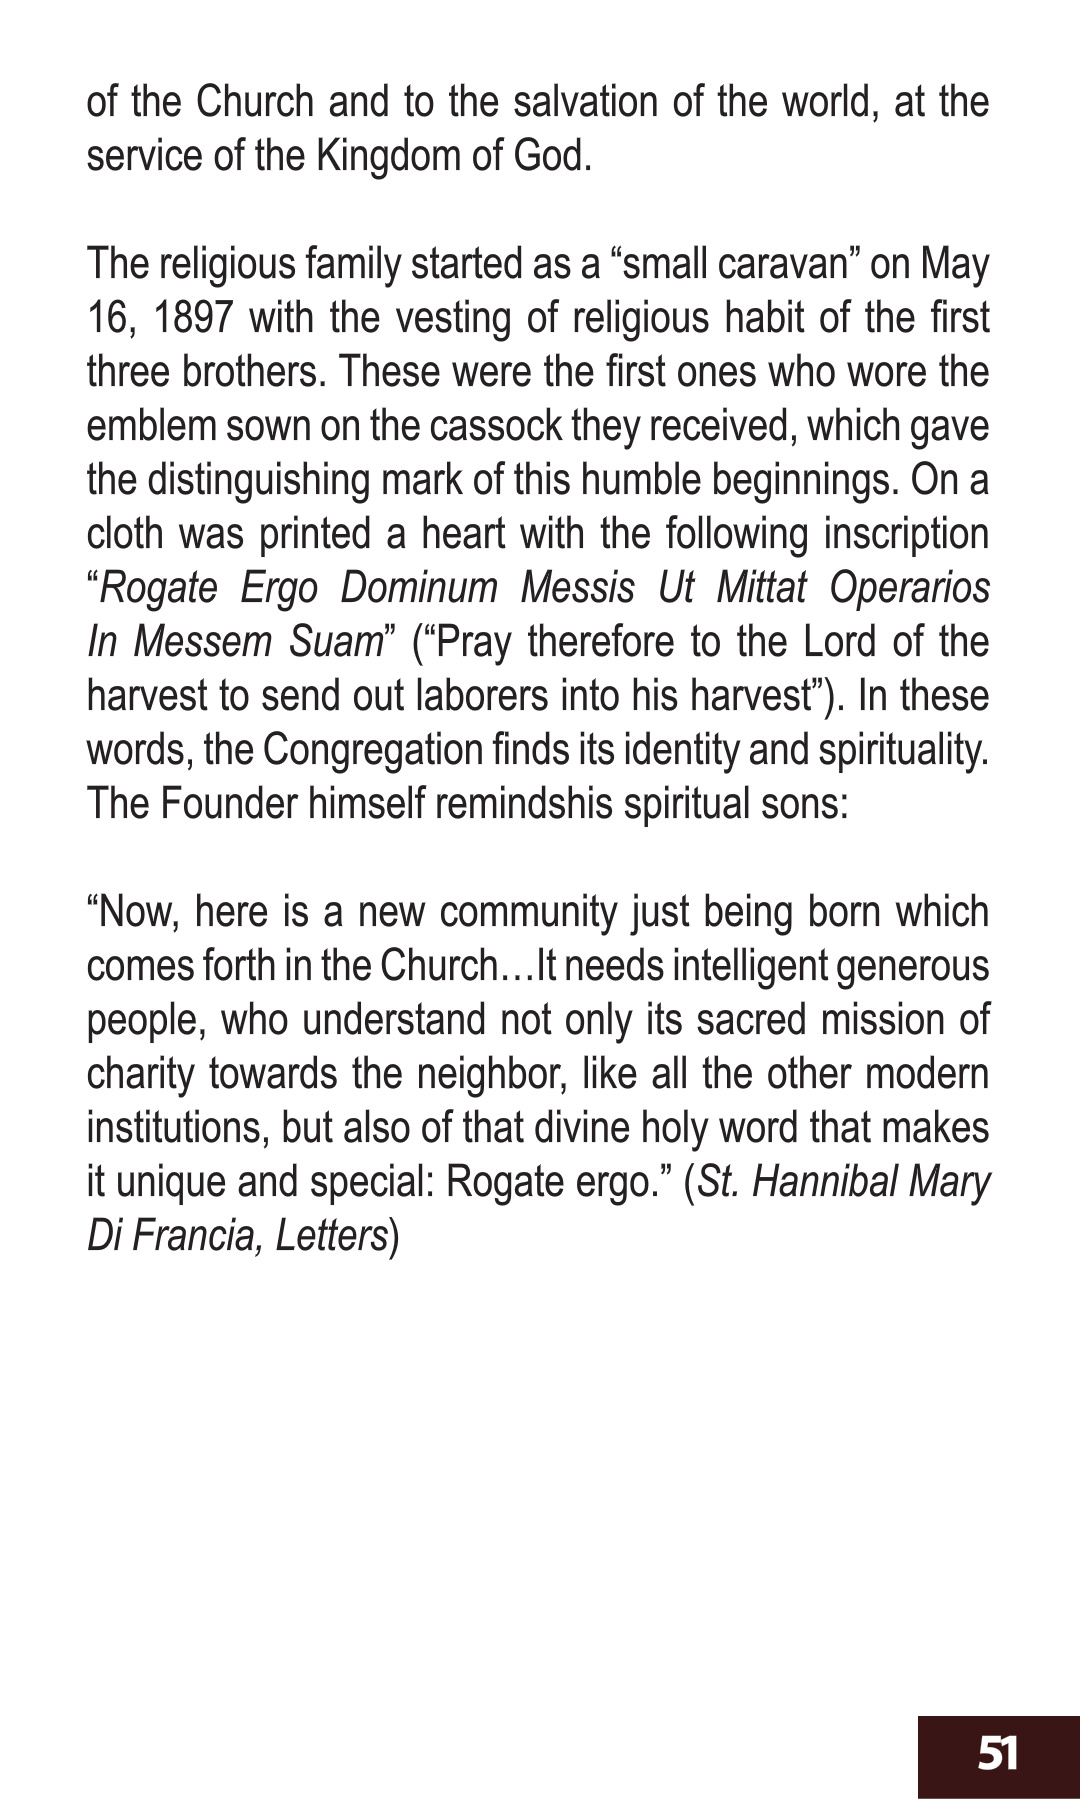 of the Church and to the salvation of the world, at the
service of the Kingdom of God.
The religious family started as a “small caravan” on May
16, 1897 with the vesting of religious habit of the first
three brothers. These were the first ones who wore the
emblem sown on the cassock they received, which gave
the distinguishing mark of this humble beginnings. On a
cloth was printed a heart with the following inscription
“Rogate Ergo Dominum Messis Ut Mittat Operarios
In Messem Suam” (“Pray therefore to the Lord of the
harvest to send out laborers into his harvest”). In these
words, the Congregation finds its identity and spirituality.
The Founder himself remindshis spiritual sons:
“Now, here is a new community just being born which
comes forth in the Church…It needs intelligent generous
people, who understand not only its sacred mission of
charity towards the neighbor, like all the other modern
institutions, but also of that divine holy word that makes
it unique and special: Rogate ergo.” (St. Hannibal Mary
Di Francia, Letters)
51